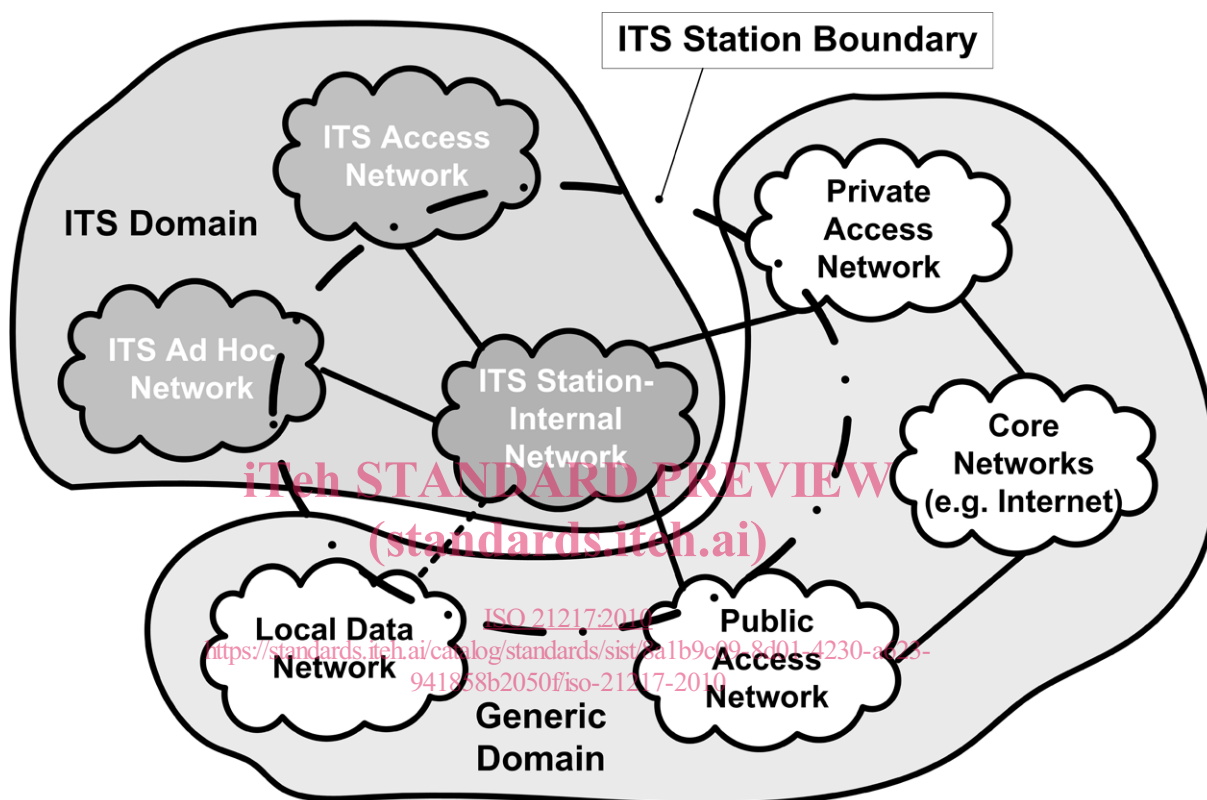 ITS Station Boundary
ITS Access
Network
ITS Domain
Private
Access
Network
ITS Ad Hoc
Network
ITS Station-
Internal
Network
Core
Networks
(e.g. Internet)
iTeh STANDARD PREVIEW
(standards.iteh.ai)
Local Data
Network
Public
Access
Network
ISO 21217:2010
https://standards.iteh.ai/catalog/standards/sist/8a1b9c09-8d01-4230-a623-
941858b2050f/iso-21217-2010
Generic
Domain